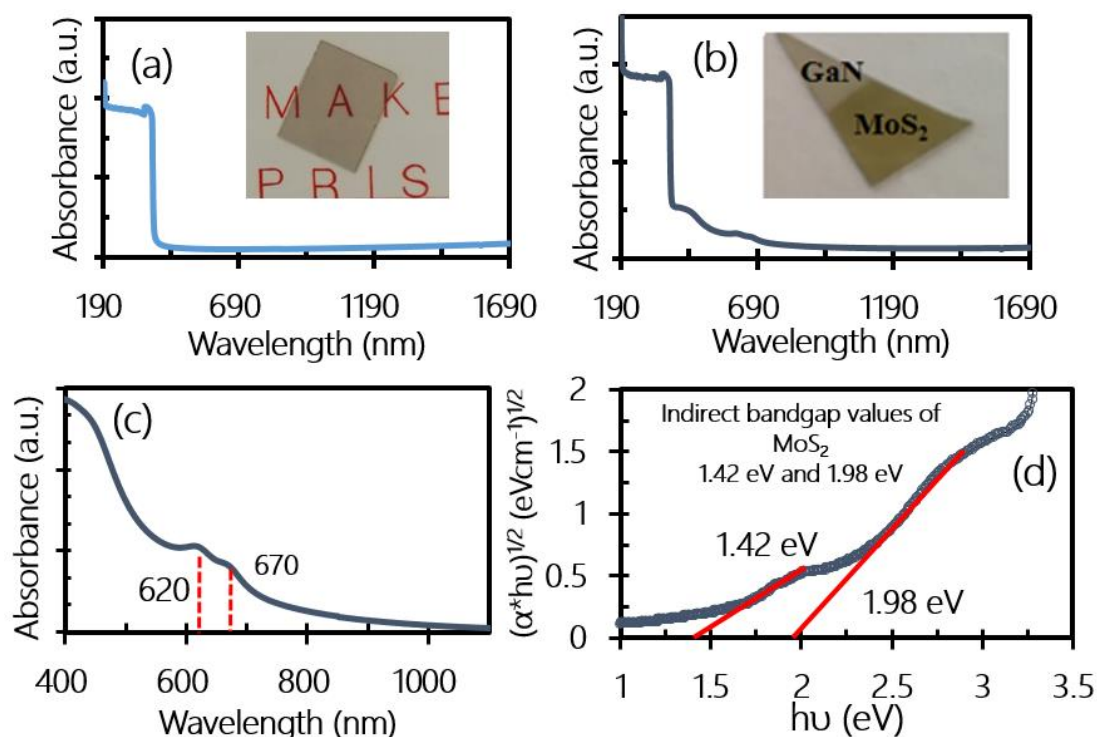 (a)
M A K E
P R I S
Absorbance (a.u.)
190 690 1190 1690
Wavelength (nm)
(b)
GaN
MoS₂
Absorbance (a.u.)
190 690 1190 1690
Wavelength (nm)
(c)
620
670
Absorbance (a.u.)
400 600 800 1000
Wavelength (nm)
2
1.5
1
0.5
0
(α*hυ)^1/2 (eVcm⁻¹)^1/2
Indirect bandgap values of
MoS₂
1.42 eV and 1.98 eV
(d)
1.42 eV
1.98 eV
1 1.5 2 2.5 3 3.5
hυ (eV)